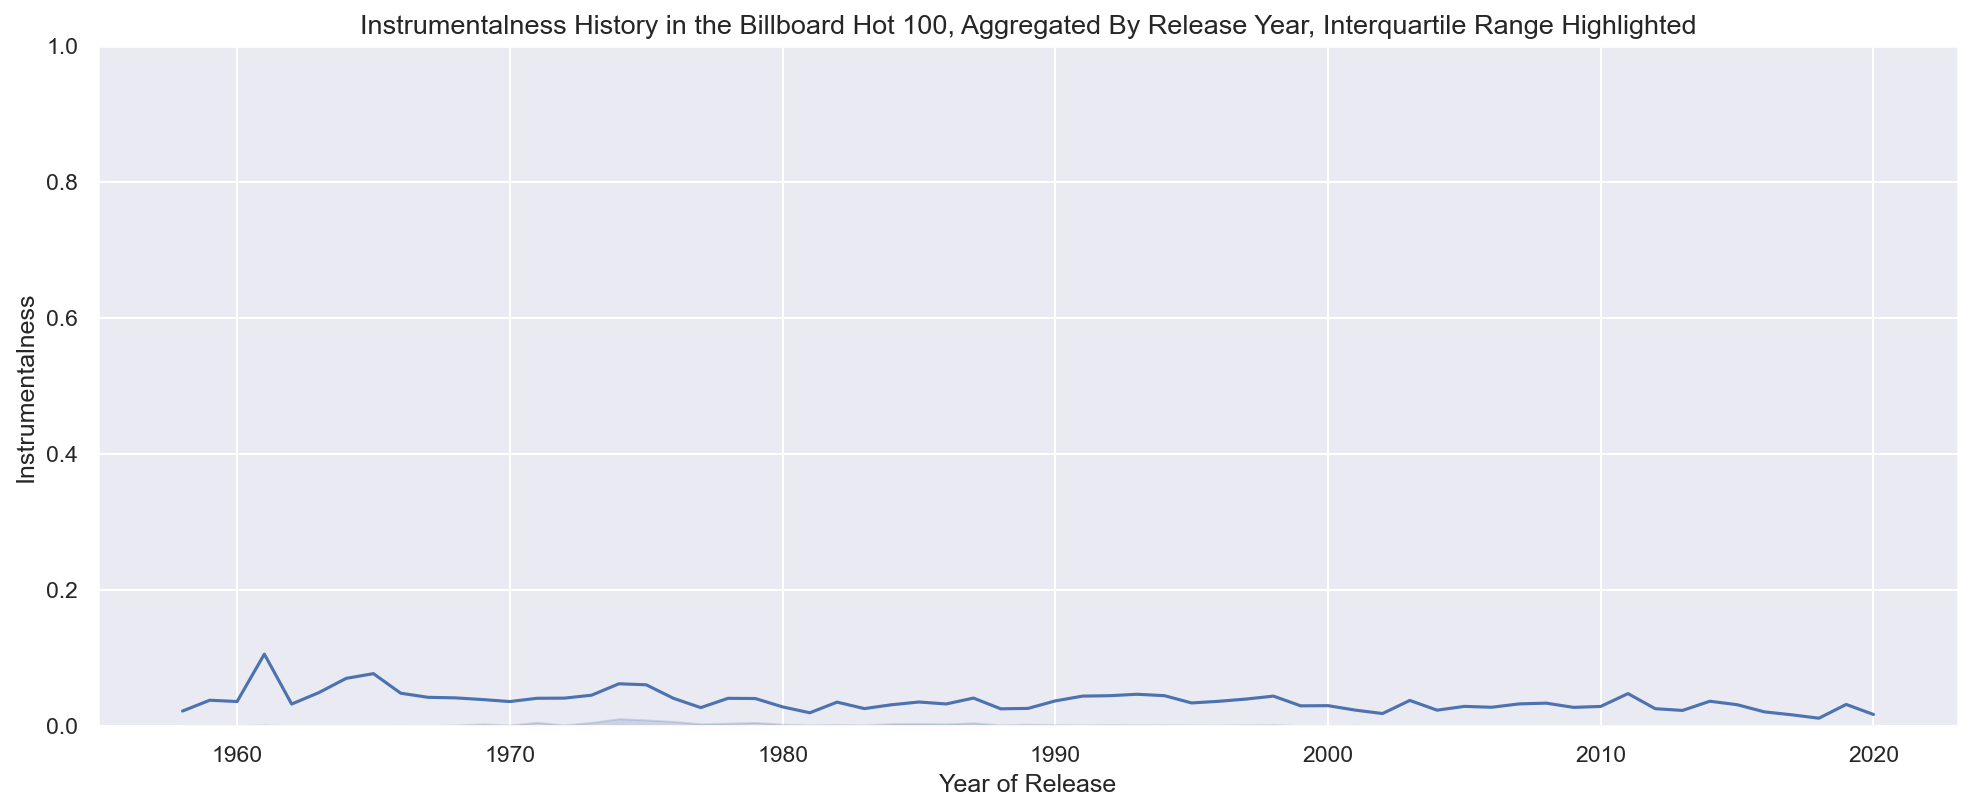 Instrumentalness History in the Billboard Hot 100, Aggregated By Release Year, Interquartile Range Highlighted
1.0
0.8
0.6
0.4
0.2
0.0
Instrumentalness
1960 1970 1980 1990 2000 2010 2020
Year of Release